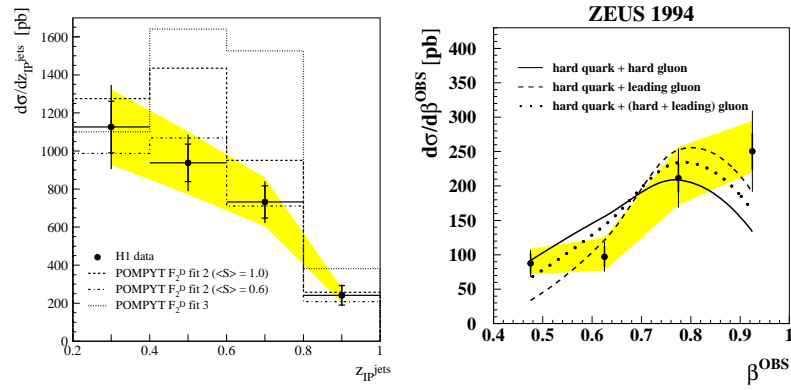 dσ/dz_IP^jets [pb]
1600
1400
1200
1000
800
600
400
200
0
H1 data
POMPYT F₂ᴰ fit 2 (<S> = 1.0)
POMPYT F₂ᴰ fit 2 (<S> = 0.6)
POMPYT F₂ᴰ fit 3
0.2 0.4 0.6 0.8 1
z_IP^jets
ZEUS 1994
dσ/dβ^OBS [pb]
400
350
300
250
200
150
100
50
0
hard quark + hard gluon
hard quark + leading gluon
hard quark + (hard + leading) gluon
0.4 0.5 0.6 0.7 0.8 0.9 1
β^OBS